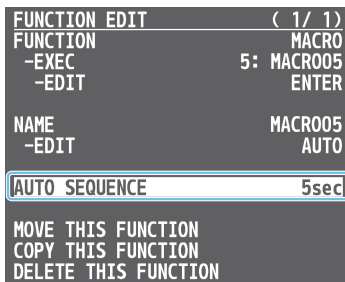 FUNCTION EDIT ( 1/ 1)
FUNCTION MACRO
-EXEC 5: MACRO05
-EDIT ENTER
NAME MACRO05
-EDIT AUTO
AUTO SEQUENCE 5sec
MOVE THIS FUNCTION
COPY THIS FUNCTION
DELETE THIS FUNCTION